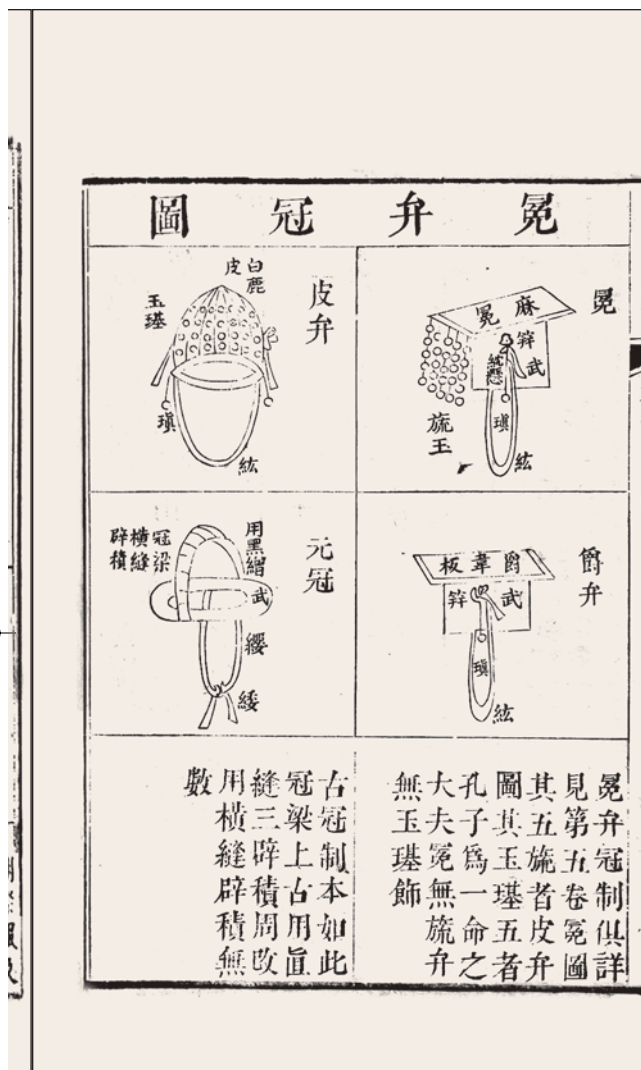 冕弁冠圖
冕
麻冕
笄
武
紞懸
瑱
紘
旒玉
爵弁
爵韋板
武
笄
瑱
紘
皮弁
白鹿
皮
玉璂
瑱
紘
元冠
用黑繒
武
纓
緌
冠梁
橫縫
辟積
冕弁冠制俱詳
見第五卷冕圖
其五旒者皮弁
圖其玉璂五者
孔子爲一命之
大夫冕無旒弁
無玉璂飾
古冠制本如此
冠梁上古用直
縫三辟積周改
用橫縫辟積無
數